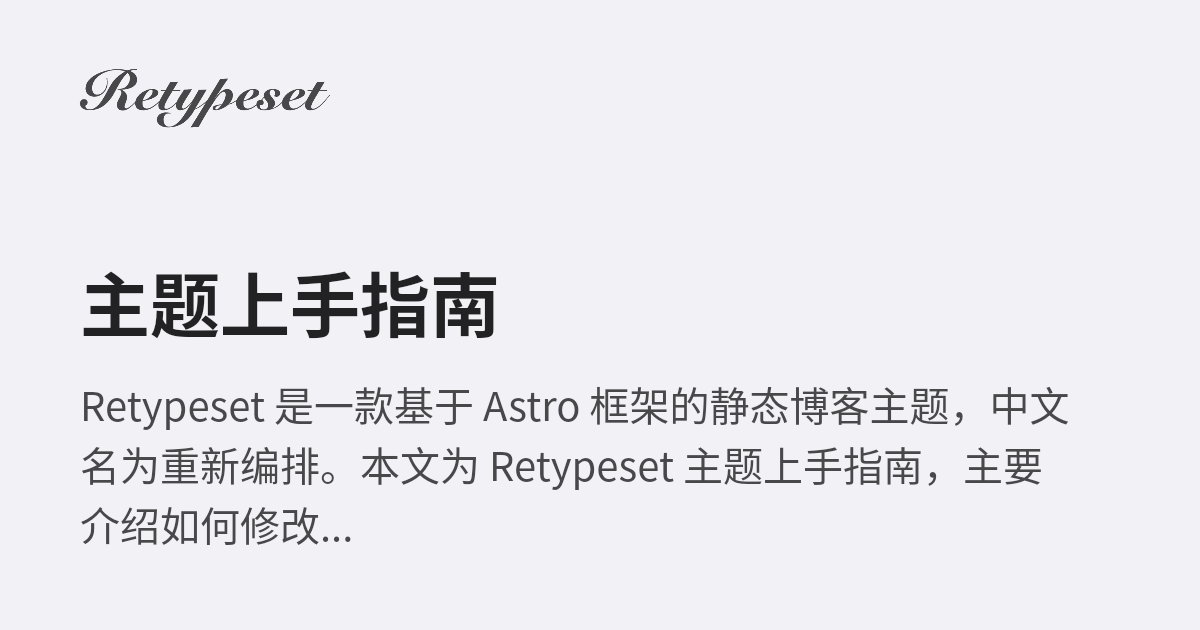 Retypeset
主题上手指南
Retypeset 是一款基于 Astro 框架的静态博客主题，中文
名为重新编排。本文为 Retypeset 主题上手指南，主要
介绍如何修改...